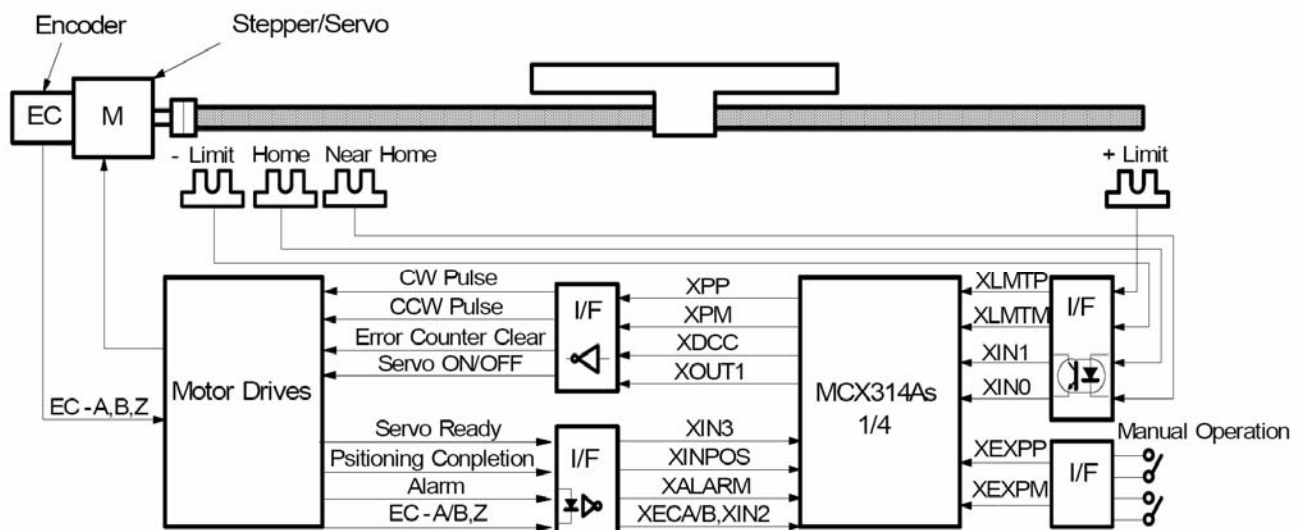 Encoder
Stepper/Servo
EC
M
- Limit
Home
Near Home
+ Limit
CW Pulse
CCW Pulse
Error Counter Clear
Servo ON/OFF
Motor Drives
EC-A,B,Z
I/F
XPP
XPM
XDCC
XOUT1
MCX314As
1/4
XLMTP
XLMTM
XIN1
XIN0
I/F
Servo Ready
Psitioning Conpletion
Alarm
EC-A/B,Z
I/F
XIN3
XINPOS
XALARM
XECA/B,XIN2
XEXPP
XEXPM
I/F
Manual Operation